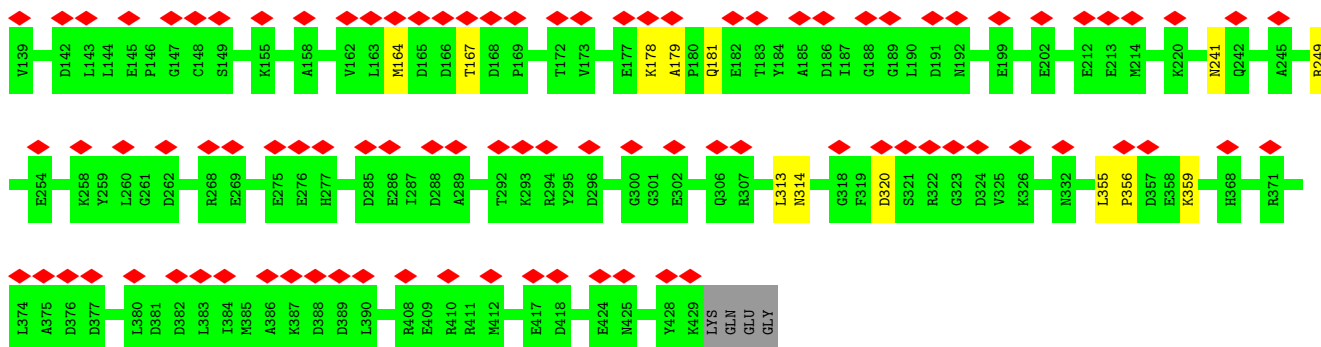 V139 D142 L143 L144 E145 P146 G147 C148 S149 K155 A158 V162 L163 M164 D165 D166 T167 D168 P169 T172 V173 E177 K178 A179 P180 Q181 E182 T183 Y184 A185 D186 I187 G188 G189 L190 D191 N192 E199 E202 E212 E213 M214 K220 N241 Q242 A245 R249
E254 K258 Y259 L260 G261 D262 R268 E269 E275 E276 H277 D285 E286 I287 D288 A289 T292 K293 R294 Y295 D296 G300 G301 E302 Q306 R307 L313 N314 G318 F319 D320 S321 R322 G323 D324 V325 K326 N332 L355 P356 D357 E358 K359 H368 R371
L374 A375 D376 D377 L380 D381 D382 L383 I384 M385 A386 K387 D388 D389 L390 R408 E409 R410 R411 M412 E417 D418 E424 N425 Y428 K429 LYS GLN GLU GLY